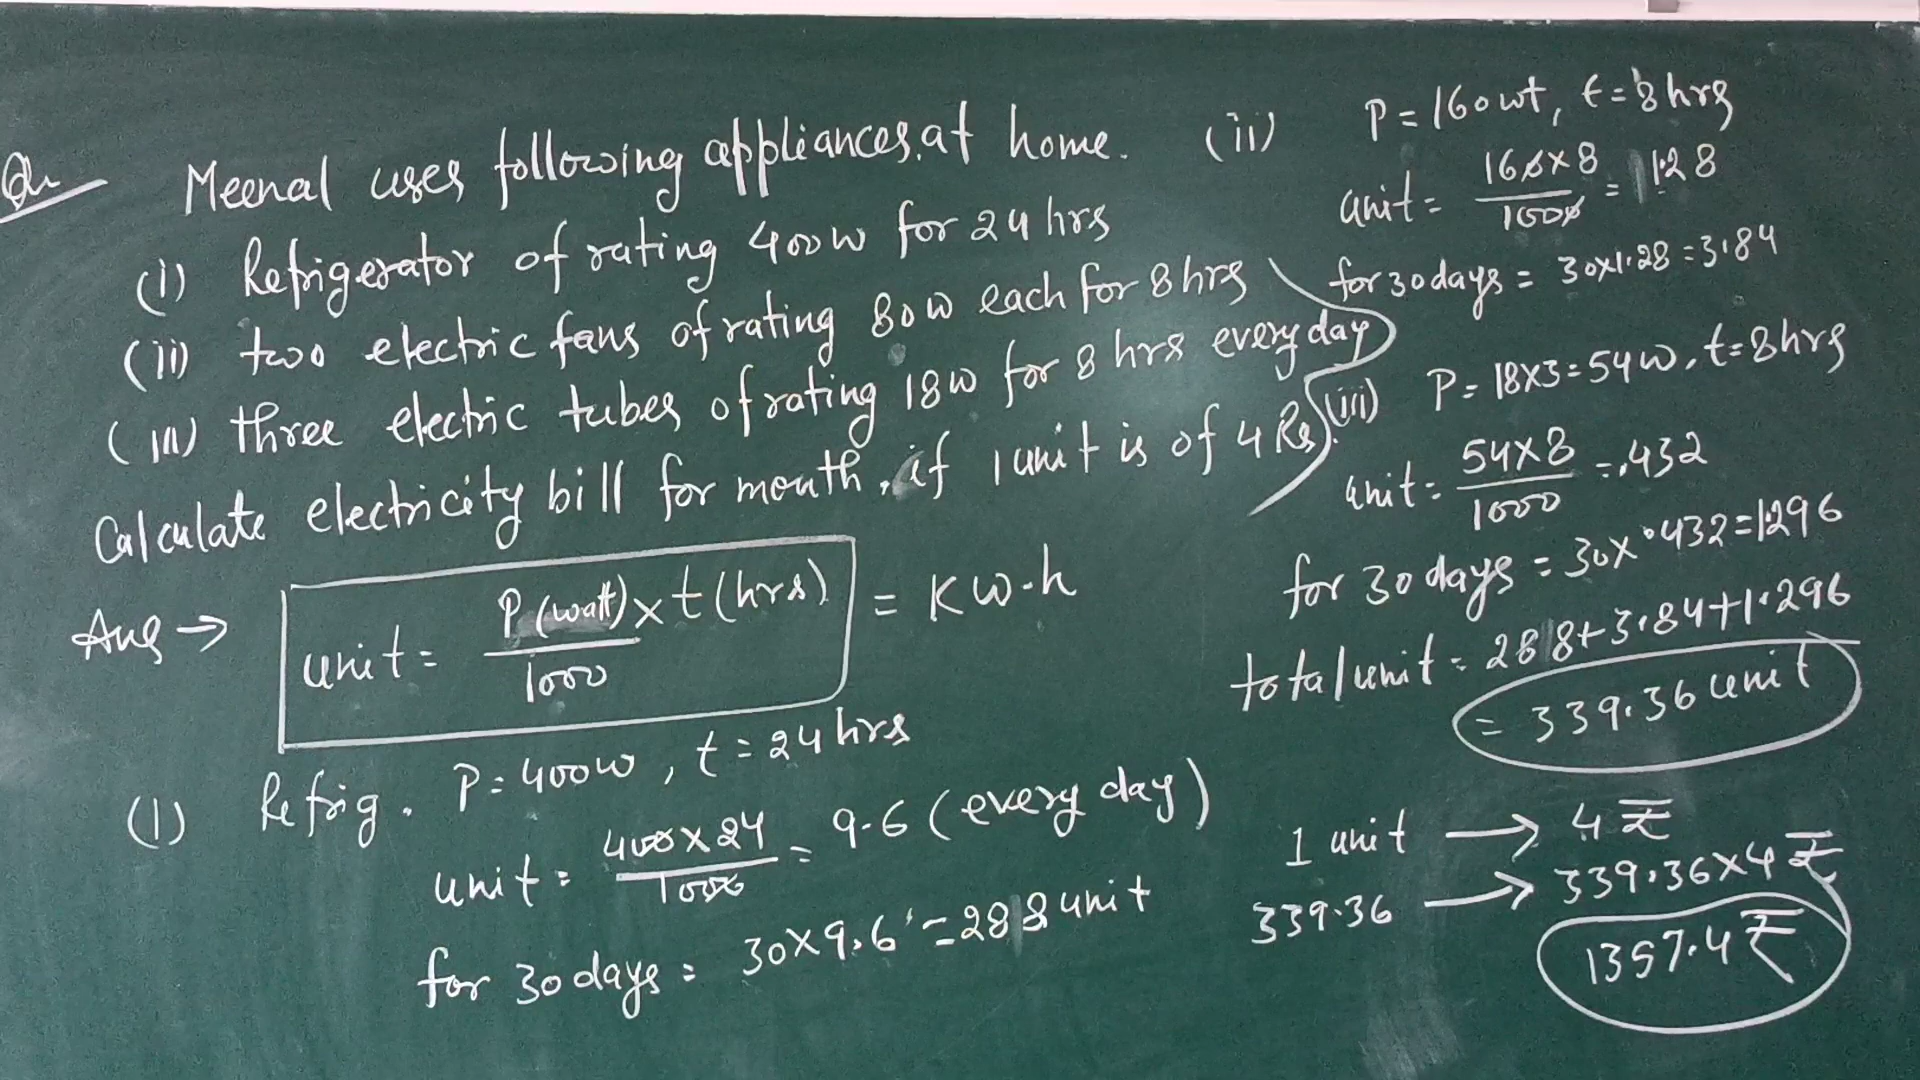 Qu Meenal uses following appliances, at home.
(i) Refrigerator of rating 400w for 24 hrs
(ii) two electric fans of rating 80w each for 8 hrs
(iii) three electric tubes of rating 18w for 8 hrs every day
Calculate electricity bill for month, if 1 unit is of 4 Rs.
Ans → unit = P(watt) × t(hrs) / 1000 = KW-h
(1) Refrig. P = 400w, t = 24 hrs
unit = 400 × 24 / 1000 = 9.6 (every day)
for 30 days = 30×9.6 = 288 unit
(ii) P = 160wt, t = 8 hrs
unit = 160×8 / 1000 = 1.28
for 30 days = 30×1.28 = 3.84
(iii) P = 18×3 = 54w, t = 8 hrs
unit = 54×8 / 1000 = .432
for 30 days = 30×.432 = 1.296
total unit = 288+3.84+1.296
= 339.36 unit
1 unit → 4 ₹
339.36 → 339.36×4 ₹
1357.4 ₹